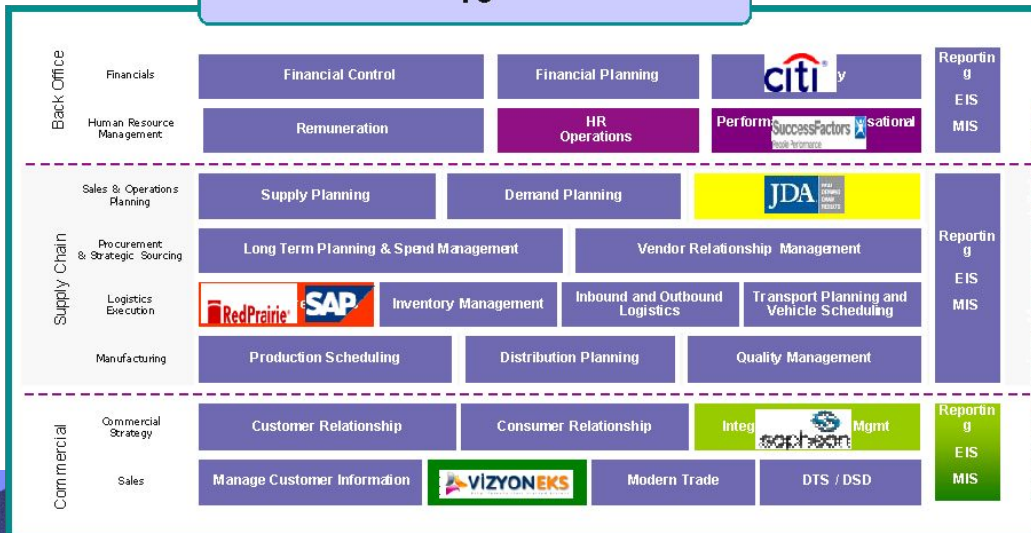 Back Office
Financials
Financial Control
Financial Planning
citi
y
Reportin
g
EIS
MIS
Human Resource
Management
Remuneration
HR
Operations
Perform
SuccessFactors
People Performance
sational
Supply Chain
Sales & Operations
Planning
Supply Planning
Demand Planning
JDA
Procurement
& Strategic Sourcing
Long Term Planning & Spend Management
Vendor Relationship Management
Reportin
g
EIS
MIS
Logistics
Execution
RedPrairie
SAP
Inventory Management
Inbound and Outbound
Logistics
Transport Planning and
Vehicle Scheduling
Manufacturing
Production Scheduling
Distribution Planning
Quality Management
Commercial
Commercial
Strategy
Customer Relationship
Consumer Relationship
Integ
sopheon
Mgmt
Reportin
g
EIS
MIS
Sales
Manage Customer Information
VİZYONEKS
Modern Trade
DTS / DSD